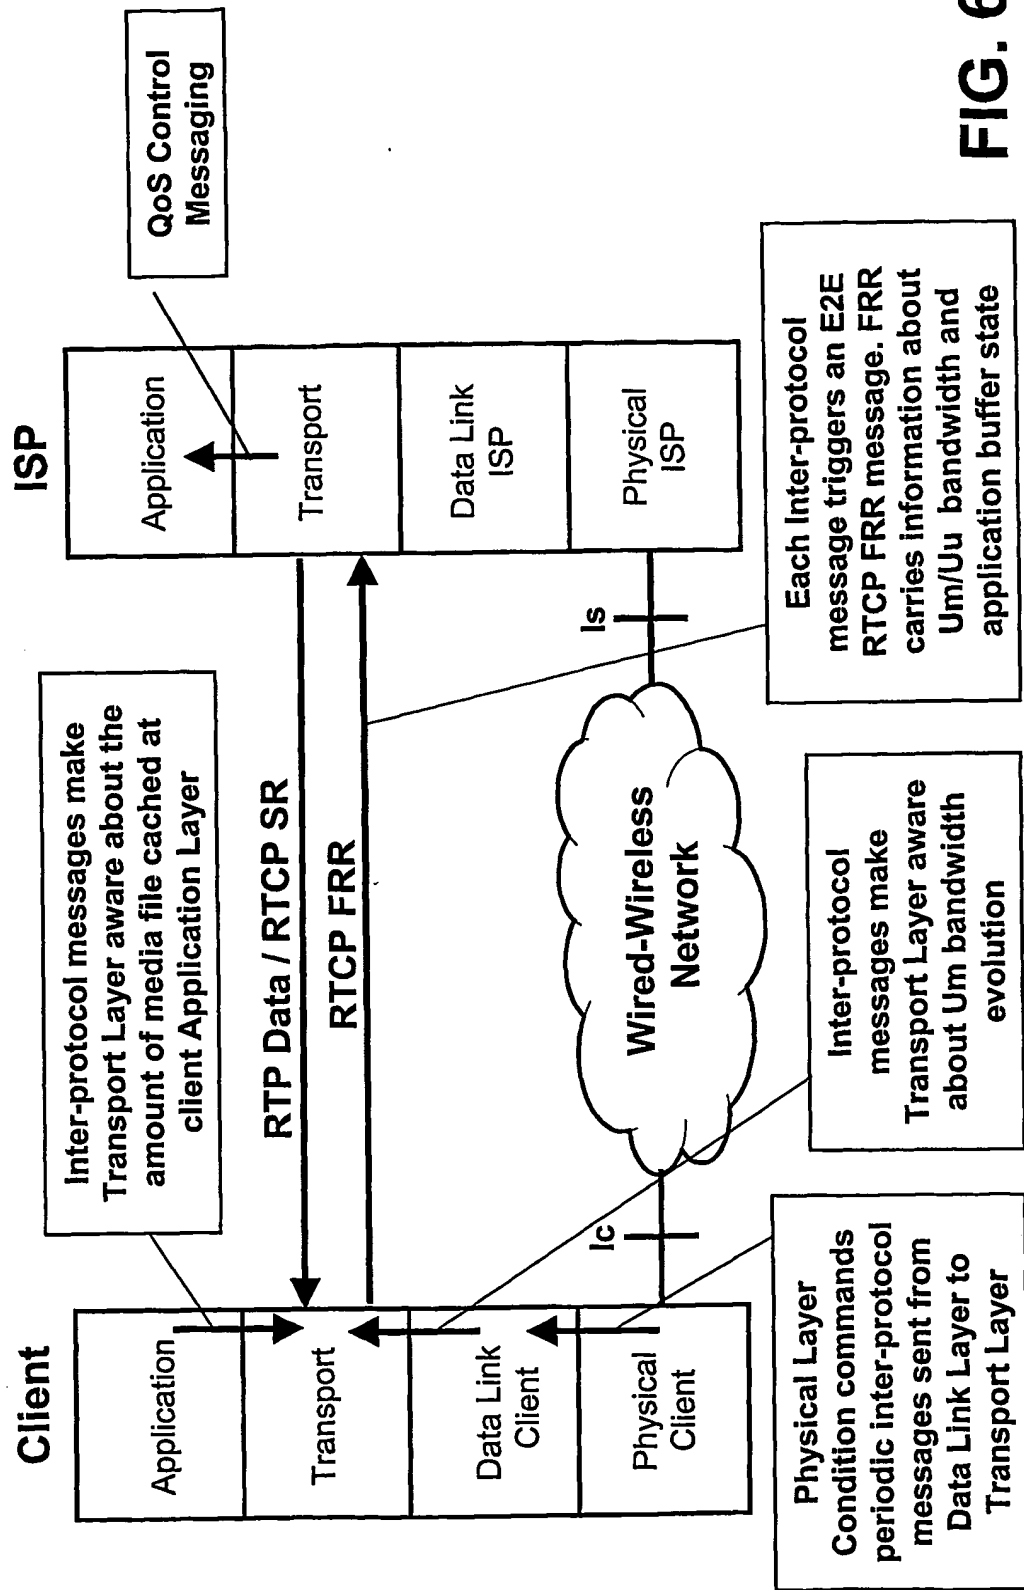 Client
ISP
Application
Transport
Data Link
Client
Physical
Client
Application
Transport
Data Link
ISP
Physical
ISP
QoS Control
Messaging
Inter-protocol messages make
Transport Layer aware about the
amount of media file cached at
client Application Layer
RTP Data / RTCP SR
RTCP FRR
Ic
Wired-Wireless
Network
Is
Physical Layer
Condition commands
periodic inter-protocol
messages sent from
Data Link Layer to
Transport Layer
Inter-protocol
messages make
Transport Layer aware
about Um bandwidth
evolution
Each Inter-protocol
message triggers an E2E
RTCP FRR message. FRR
carries information about
Um/Uu bandwidth and
application buffer state
FIG. 6